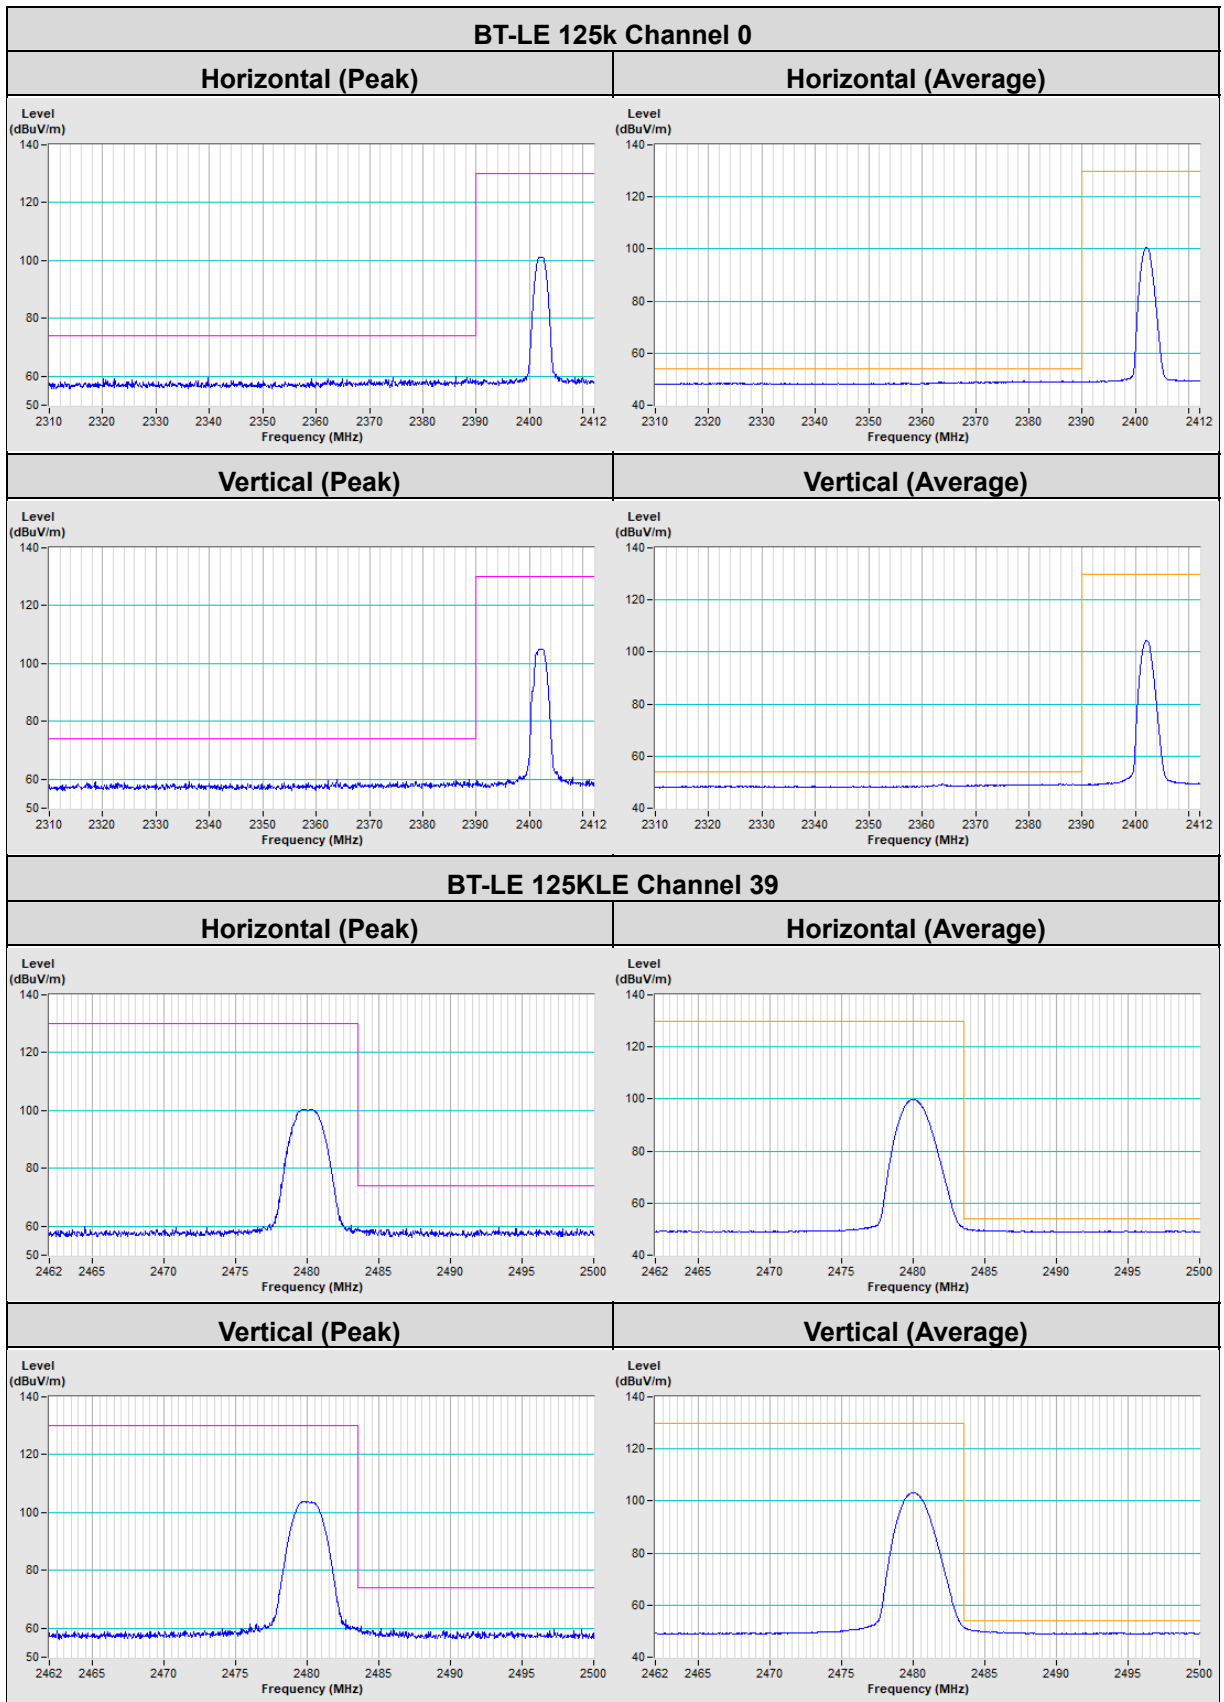 BT-LE 125k Channel 0
Horizontal (Peak)
Horizontal (Average)
Level
(dBuV/m)
140
120
100
80
60
50
2310 2320 2330 2340 2350 2360 2370 2380 2390 2400 2412
Frequency (MHz)
Level
(dBuV/m)
140
120
100
80
60
40
2310 2320 2330 2340 2350 2360 2370 2380 2390 2400 2412
Frequency (MHz)
Vertical (Peak)
Vertical (Average)
Level
(dBuV/m)
140
120
100
80
60
50
2310 2320 2330 2340 2350 2360 2370 2380 2390 2400 2412
Frequency (MHz)
Level
(dBuV/m)
140
120
100
80
60
40
2310 2320 2330 2340 2350 2360 2370 2380 2390 2400 2412
Frequency (MHz)
BT-LE 125KLE Channel 39
Horizontal (Peak)
Horizontal (Average)
Level
(dBuV/m)
140
120
100
80
60
50
2462 2465 2470 2475 2480 2485 2490 2495 2500
Frequency (MHz)
Level
(dBuV/m)
140
120
100
80
60
40
2462 2465 2470 2475 2480 2485 2490 2495 2500
Frequency (MHz)
Vertical (Peak)
Vertical (Average)
Level
(dBuV/m)
140
120
100
80
60
50
2462 2465 2470 2475 2480 2485 2490 2495 2500
Frequency (MHz)
Level
(dBuV/m)
140
120
100
80
60
40
2462 2465 2470 2475 2480 2485 2490 2495 2500
Frequency (MHz)